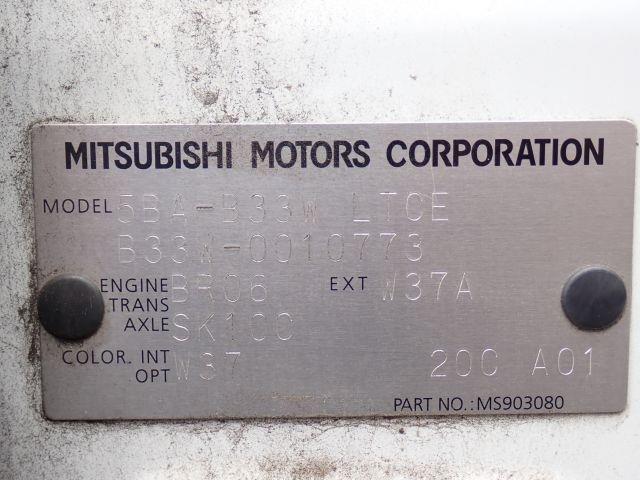 MITSUBISHI MOTORS CORPORATION
MODEL 5BA-B33W LTCE
B33W-0010773
ENGINE BR06 EXT W37A
TRANS
AXLE SK10C
COLOR. INT W37 20C A01
OPT
PART NO.: MS903080